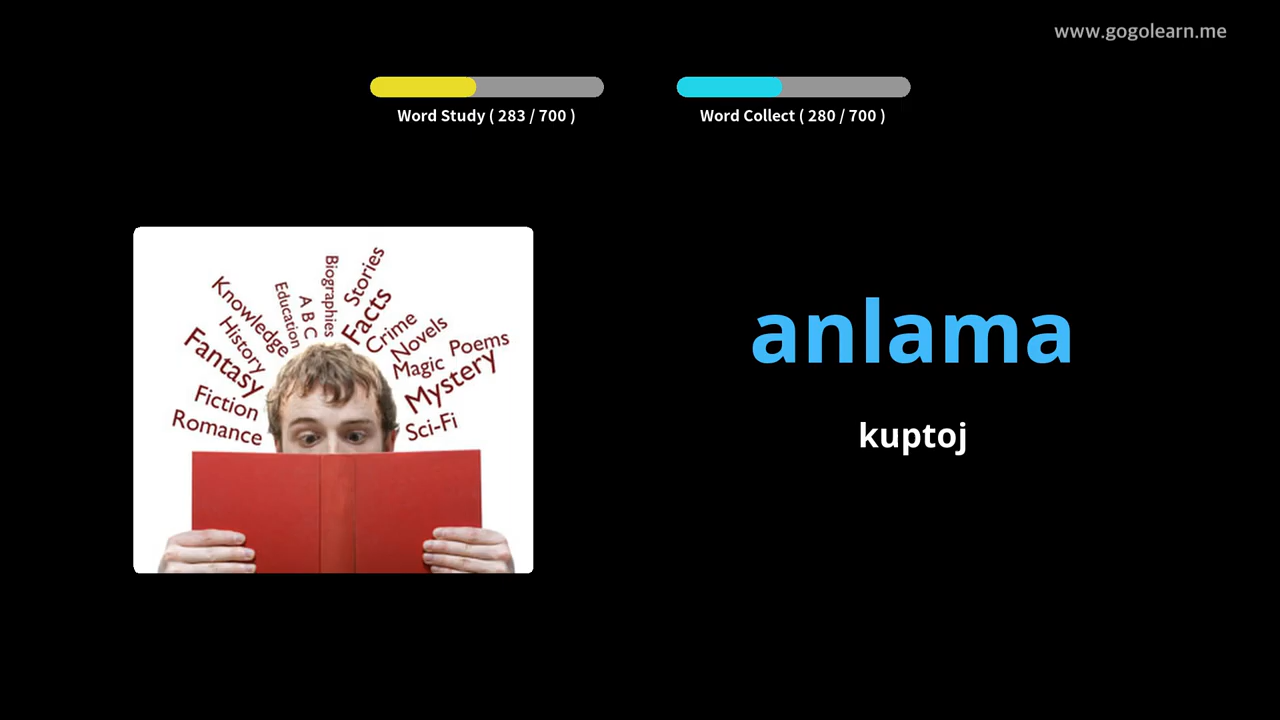 www.gogolearn.me
Word Study ( 283 / 700 )
Word Collect ( 280 / 700 )
Stories
Biographies
Facts
A B C
Education
Knowledge
Crime
History
Novels
Poems
Fantasy
Magic
Mystery
Fiction
Sci-Fi
Romance
anlama
kuptoj